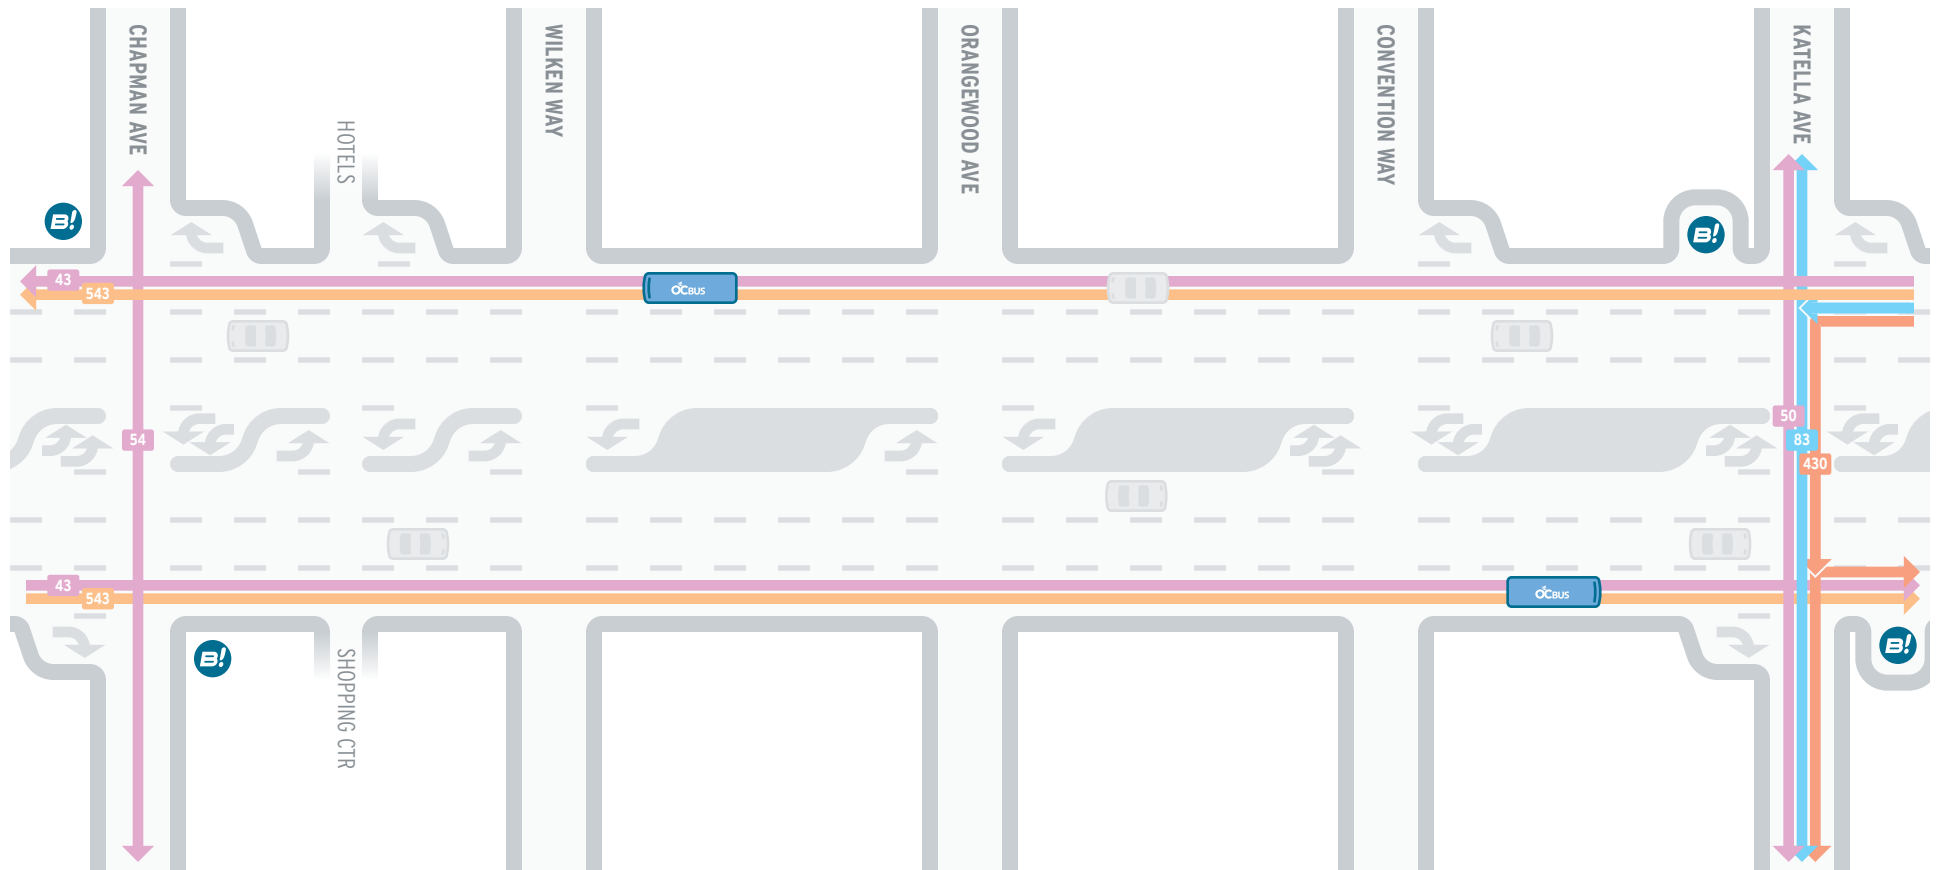 CHAPMAN AVE
HOTELS
WILKEN WAY
ORANGEWOOD AVE
CONVENTION WAY
KATELLA AVE
B!
B!
43
543
OCBUS
50
54
83
430
43
543
OCBUS
B!
B!
SHOPPING CTR